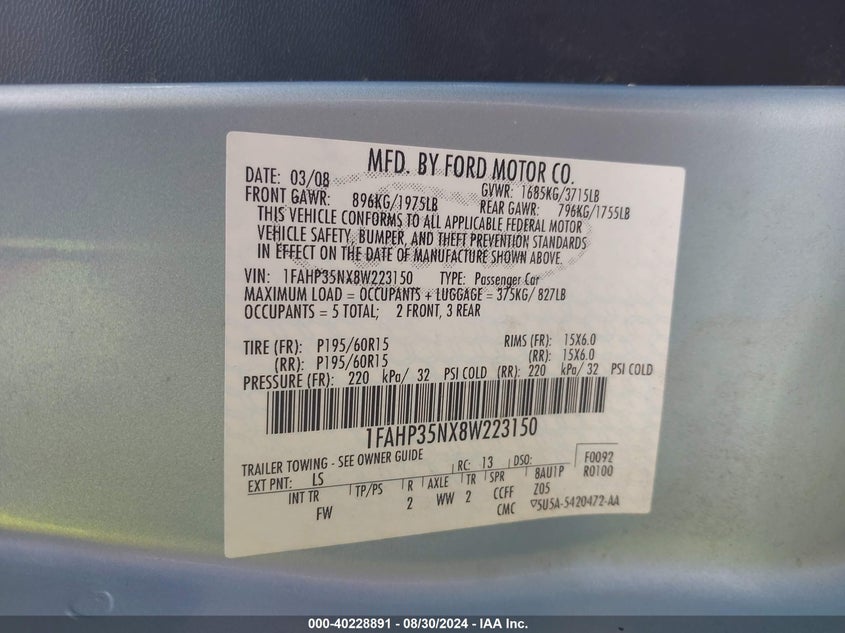 MFD. BY FORD MOTOR CO.
DATE: 03/08 GVWR: 1685KG/3715LB
FRONT GAWR: 896KG/1975LB REAR GAWR: 796KG/1755LB
THIS VEHICLE CONFORMS TO ALL APPLICABLE FEDERAL MOTOR
VEHICLE SAFETY, BUMPER, AND THEFT PREVENTION STANDARDS
IN EFFECT ON THE DATE OF MANUFACTURE SHOWN ABOVE.
VIN: 1FAHP35NX8W223150 TYPE: Passenger Car
MAXIMUM LOAD = OCCUPANTS + LUGGAGE = 375KG/ 827LB
OCCUPANTS = 5 TOTAL; 2 FRONT, 3 REAR
TIRE (FR): P195/60R15 RIMS (FR): 15X6.0
(RR): P195/60R15 (RR): 15X6.0
PRESSURE (FR): 220 kPa/ 32 PSI COLD (RR): 220 kPa/ 32 PSI COLD
1FAHP35NX8W223150
TRAILER TOWING - SEE OWNER GUIDE
EXT PNT: LS RC: 13 DSO: F0092
R0100
INT TR TP/PS R AXLE TR SPR 8AU1P
FW 2 WW 2 CCFF Z05
CMC 5U5A-5420472-AA
000-40228891 - 08/30/2024 - IAA Inc.